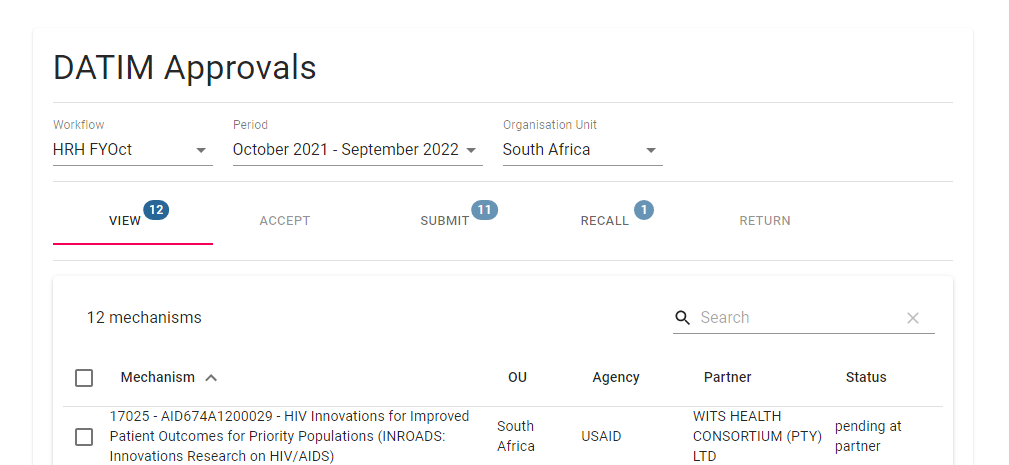 DATIM Approvals
Workflow Period Organisation Unit
HRH FYOct October 2021 - September 2022 South Africa
VIEW 12 ACCEPT SUBMIT 11 RECALL 1 RETURN
12 mechanisms Search
Mechanism OU Agency Partner Status
17025 - AID674A1200029 - HIV Innovations for Improved
Patient Outcomes for Priority Populations (INROADS:
Innovations Research on HIV/AIDS)
South
Africa
USAID
WITS HEALTH
CONSORTIUM (PTY)
LTD
pending at
partner